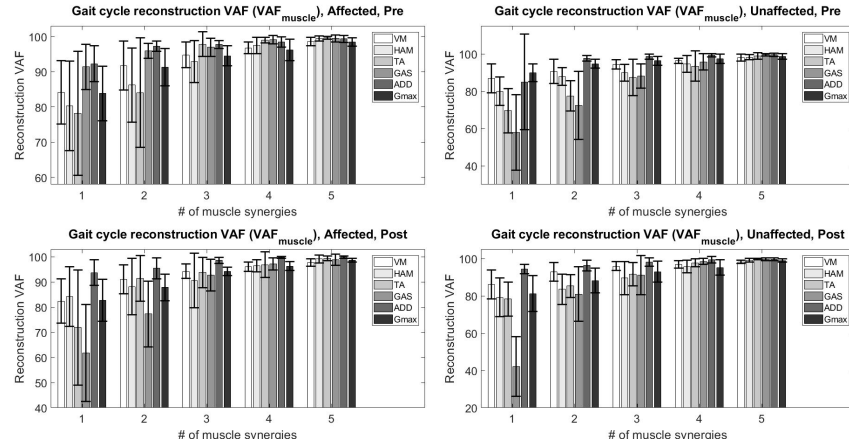 Gait cycle reconstruction VAF (VAFmuscle), Affected, Pre
100
90
80
70
60
Reconstruction VAF
1 2 3 4 5
# of muscle synergies
VM
HAM
TA
GAS
ADD
Gmax
Gait cycle reconstruction VAF (VAFmuscle), Unaffected, Pre
100
80
60
40
Reconstruction VAF
1 2 3 4 5
# of muscle synergies
VM
HAM
TA
GAS
ADD
Gmax
Gait cycle reconstruction VAF (VAFmuscle), Affected, Post
100
90
80
70
60
50
40
Reconstruction VAF
1 2 3 4 5
# of muscle synergies
VM
HAM
TA
GAS
ADD
Gmax
Gait cycle reconstruction VAF (VAFmuscle), Unaffected, Post
100
80
60
40
20
Reconstruction VAF
1 2 3 4 5
# of muscle synergies
VM
HAM
TA
GAS
ADD
Gmax